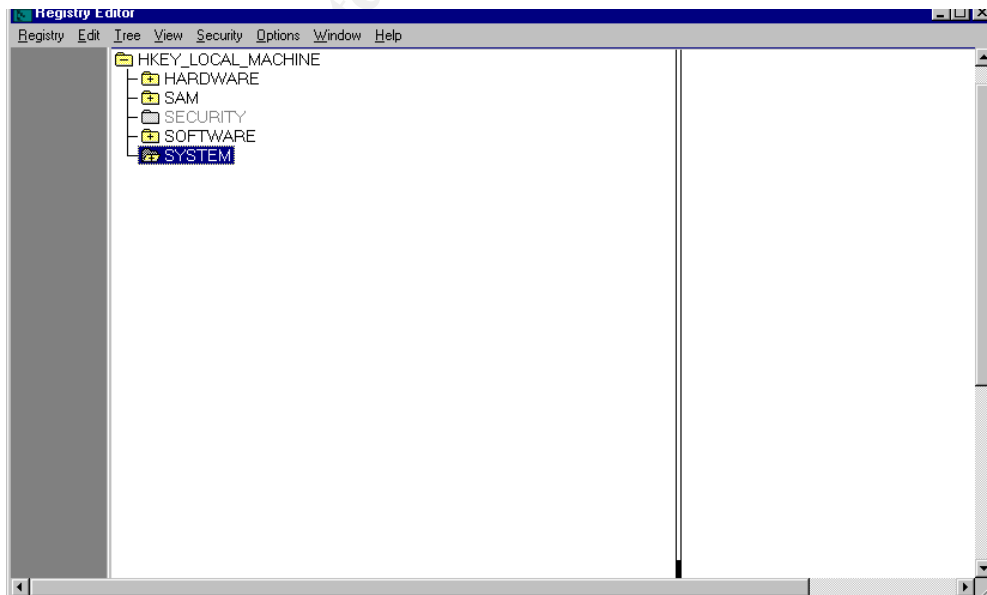 Registry Editor
Registry Edit Tree View Security Options Window Help
HKEY_LOCAL_MACHINE
HARDWARE
SAM
SECURITY
SOFTWARE
SYSTEM